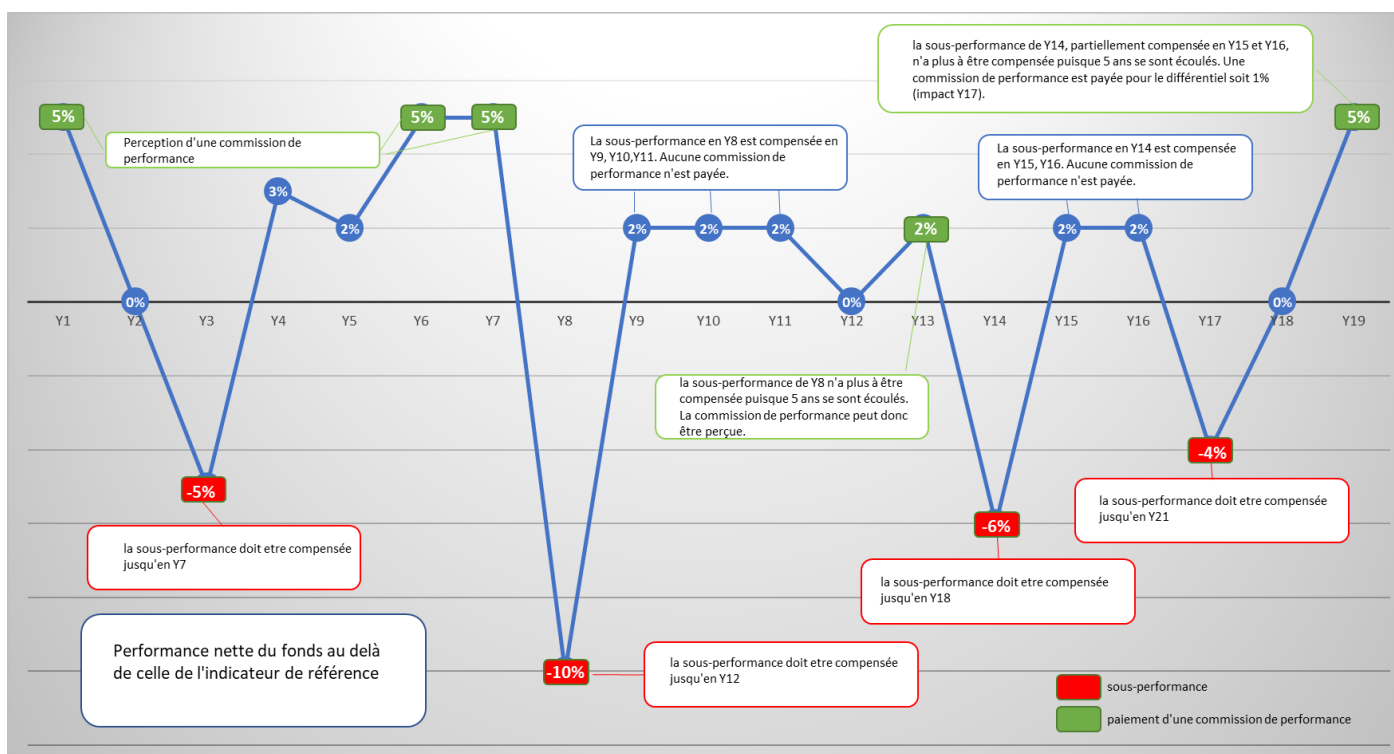 la sous-performance de Y14, partiellement compensée en Y15 et Y16,
n'a plus à être compensée puisque 5 ans se sont écoulés. Une
commission de performance est payée pour le différentiel soit 1%
(impact Y17).
5%
5%
5%
5%
Perception d'une commission de
performance
La sous-performance en Y8 est compensée en
Y9, Y10,Y11. Aucune commission de
performance n'est payée.
La sous-performance en Y14 est compensée
en Y15, Y16. Aucune commission de
performance n'est payée.
3%
2%
2%
2%
2%
2%
2%
2%
0%
0%
0%
Y1
Y2
Y3
Y4
Y5
Y6
Y7
Y8
Y9
Y10
Y11
Y12
Y13
Y14
Y15
Y16
Y17
Y18
Y19
la sous-performance de Y8 n'a plus à être
compensée puisque 5 ans se sont écoulés.
La commission de performance peut donc
être perçue.
-4%
-5%
-6%
la sous-performance doit etre compensée
jusqu'en Y21
la sous-performance doit etre compensée
jusqu'en Y7
la sous-performance doit etre compensée
jusqu'en Y18
Performance nette du fonds au delà
de celle de l'indicateur de référence
-10%
la sous-performance doit etre compensée
jusqu'en Y12
sous-performance
paiement d'une commission de performance